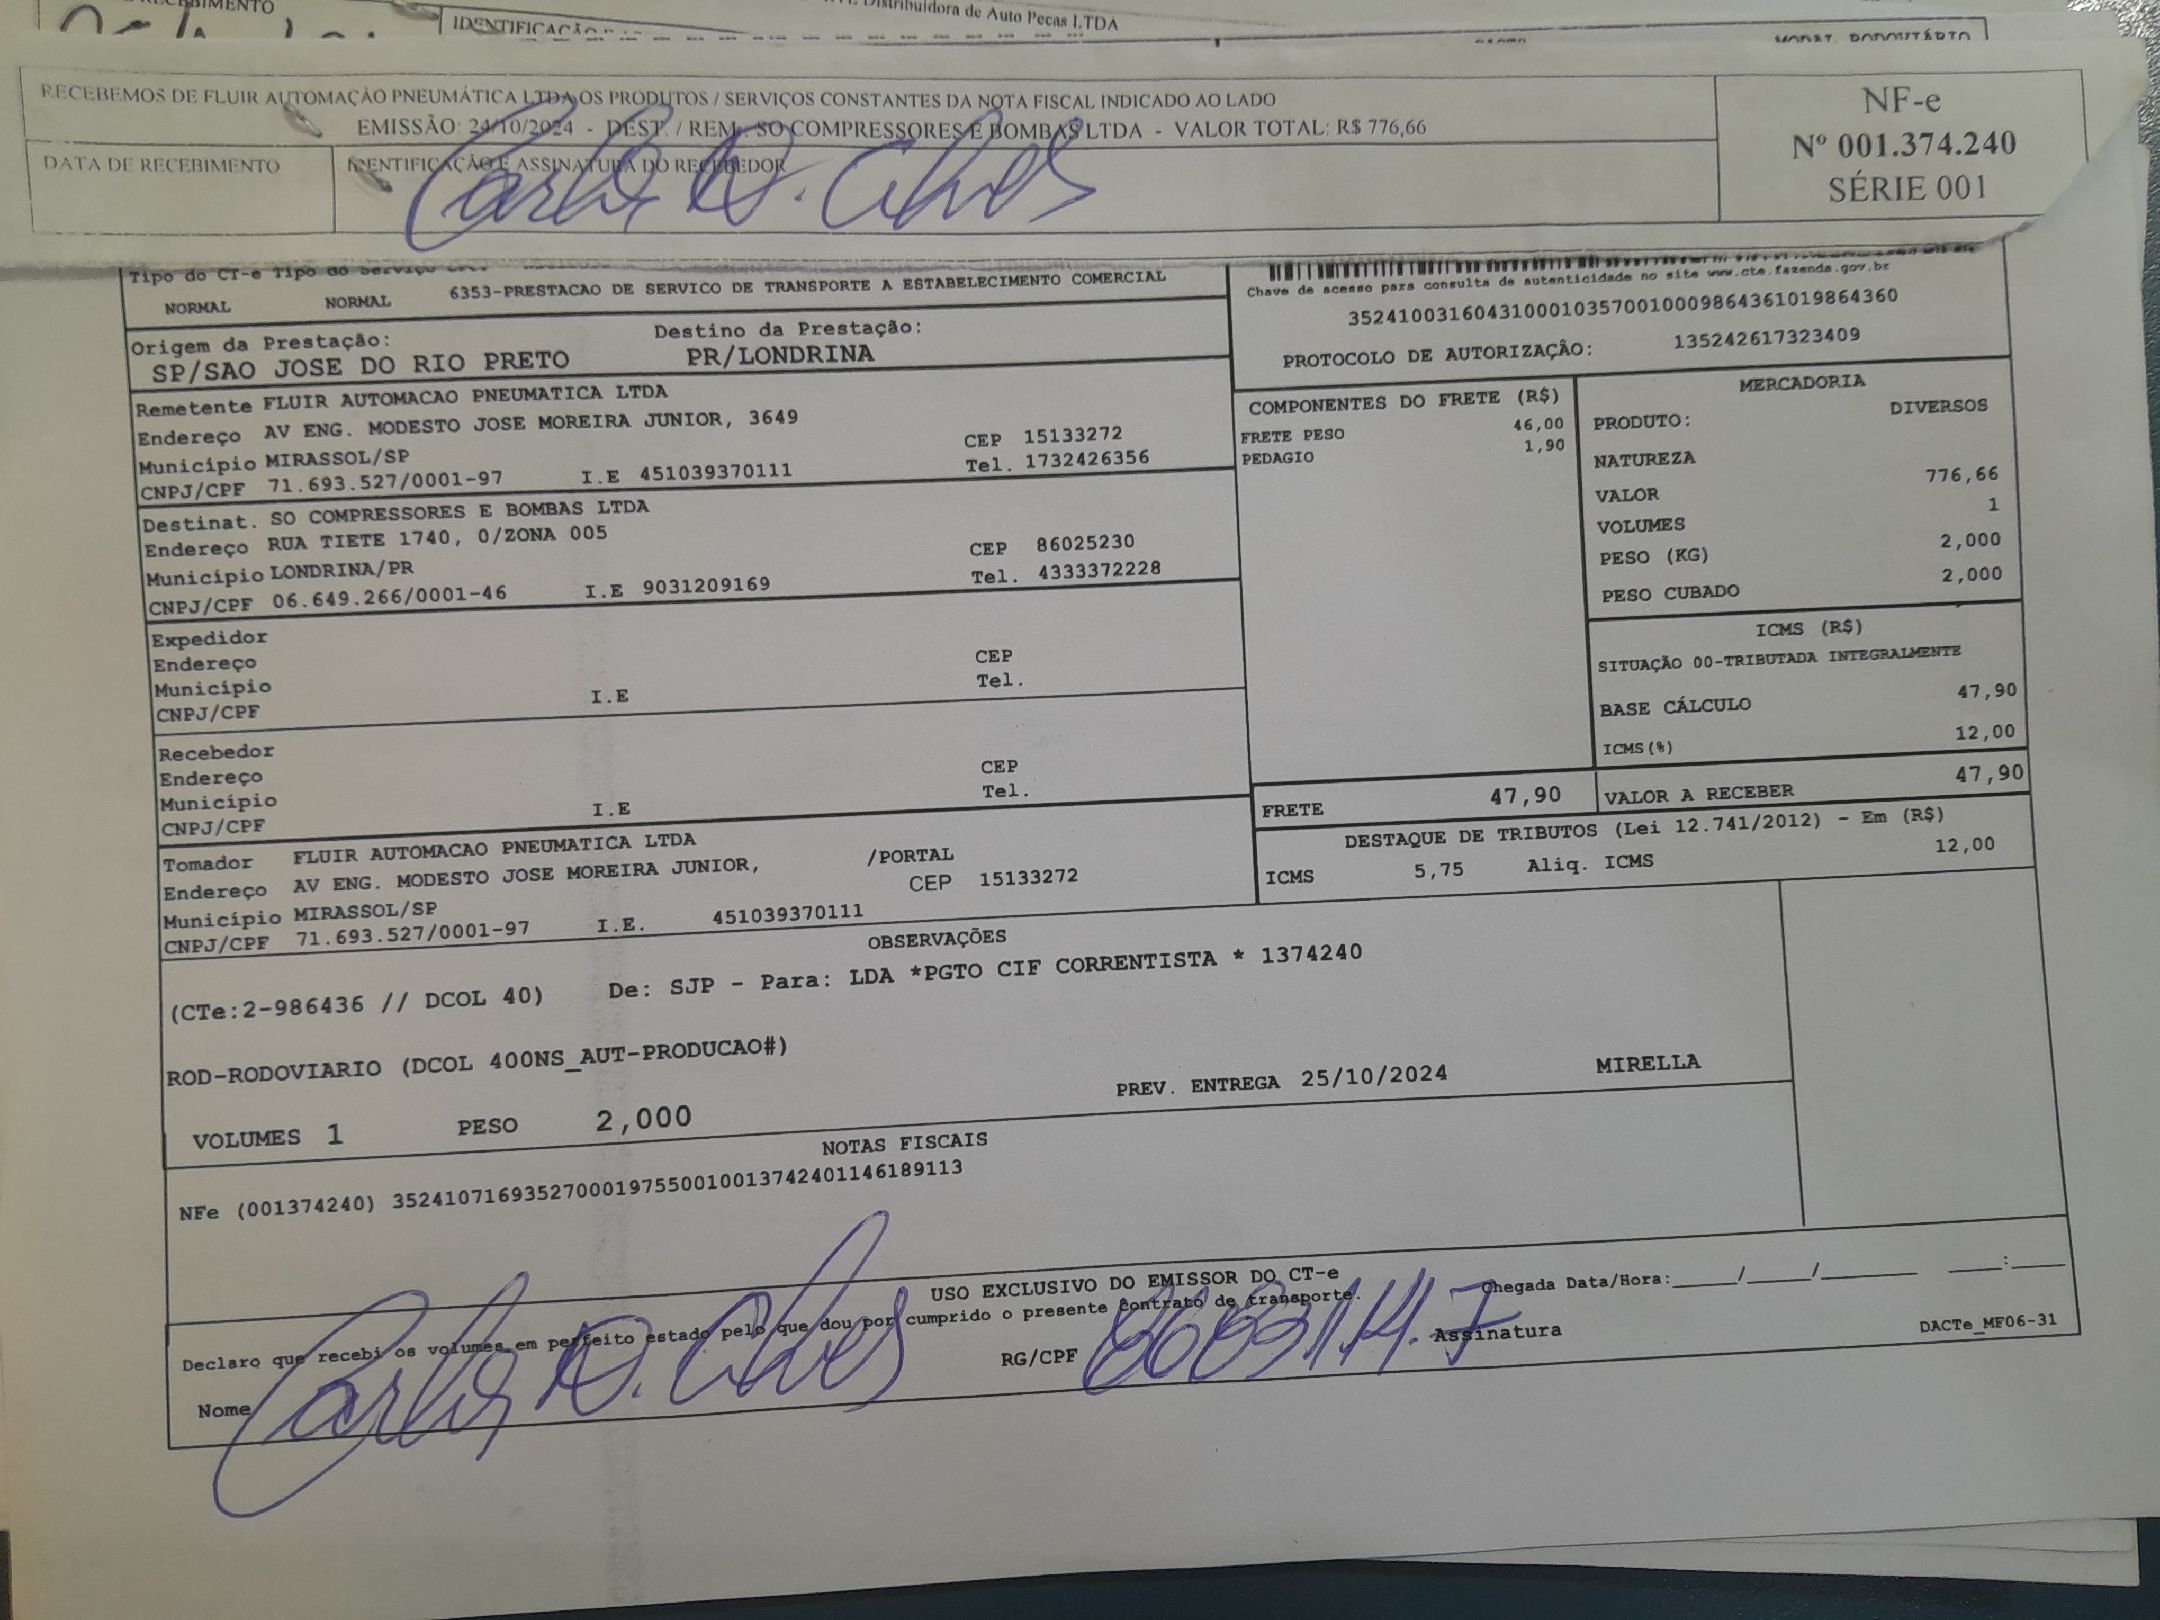 IDENTIFICAÇÃO
Distribuidora de Auto Pecas LTDA
MODAL RODOVIÁRIO
RECEBEMOS DE FLUIR AUTOMAÇÃO PNEUMÁTICA LTDA OS PRODUTOS / SERVIÇOS CONSTANTES DA NOTA FISCAL INDICADO AO LADO
EMISSÃO: 24/10/2024 - DEST. / REM. SO COMPRESSORES E BOMBAS LTDA - VALOR TOTAL: R$ 776,66
DATA DE RECEBIMENTO
IDENTIFICAÇÃO E ASSINATURA DO RECEBEDOR
NF-e
Nº 001.374.240
SÉRIE 001
Tipo do CT-e Tipo do Serviço
NORMAL NORMAL 6353-PRESTACAO DE SERVICO DE TRANSPORTE A ESTABELECIMENTO COMERCIAL
Chave de acesso para consulta de autenticidade no site www.cte.fazenda.gov.br
35241003160431000103570010009864361019864360
PROTOCOLO DE AUTORIZAÇÃO: 135242617323409
Origem da Prestação: Destino da Prestação:
SP/SAO JOSE DO RIO PRETO PR/LONDRINA
Remetente FLUIR AUTOMACAO PNEUMATICA LTDA
Endereço AV ENG. MODESTO JOSE MOREIRA JUNIOR, 3649
Município MIRASSOL/SP CEP 15133272
CNPJ/CPF 71.693.527/0001-97 I.E 451039370111 Tel. 1732426356
Destinat. SO COMPRESSORES E BOMBAS LTDA
Endereço RUA TIETE 1740, 0/ZONA 005
Município LONDRINA/PR CEP 86025230
CNPJ/CPF 06.649.266/0001-46 I.E 9031209169 Tel. 4333372228
Expedidor
Endereço
Município CEP
CNPJ/CPF I.E Tel.
Recebedor
Endereço
Município CEP
CNPJ/CPF I.E Tel.
Tomador FLUIR AUTOMACAO PNEUMATICA LTDA
Endereço AV ENG. MODESTO JOSE MOREIRA JUNIOR, /PORTAL
Município MIRASSOL/SP CEP 15133272
CNPJ/CPF 71.693.527/0001-97 I.E. 451039370111
COMPONENTES DO FRETE (R$)
FRETE PESO 46,00
PEDAGIO 1,90
MERCADORIA
PRODUTO: DIVERSOS
NATUREZA
VALOR 776,66
VOLUMES 1
PESO (KG) 2,000
PESO CUBADO 2,000
ICMS (R$)
SITUAÇÃO 00-TRIBUTADA INTEGRALMENTE
BASE CÁLCULO 47,90
ICMS(%) 12,00
FRETE 47,90 VALOR A RECEBER 47,90
DESTAQUE DE TRIBUTOS (Lei 12.741/2012) - Em (R$)
ICMS 5,75 Aliq. ICMS 12,00
OBSERVAÇÕES
(CTe:2-986436 // DCOL 40) De: SJP - Para: LDA *PGTO CIF CORRENTISTA * 1374240
ROD-RODOVIARIO (DCOL 400NS_AUT-PRODUCAO#)
PREV. ENTREGA 25/10/2024 MIRELLA
VOLUMES 1 PESO 2,000
NOTAS FISCAIS
NFe (001374240) 35241071693527000197550010013742401146189113
USO EXCLUSIVO DO EMISSOR DO CT-e
Declaro que recebi os volumes em perfeito estado pelo que dou por cumprido o presente contrato de transporte.
Chegada Data/Hora:_____/_____/_______ ____:____
Nome RG/CPF Assinatura
DACTe_MF06-31